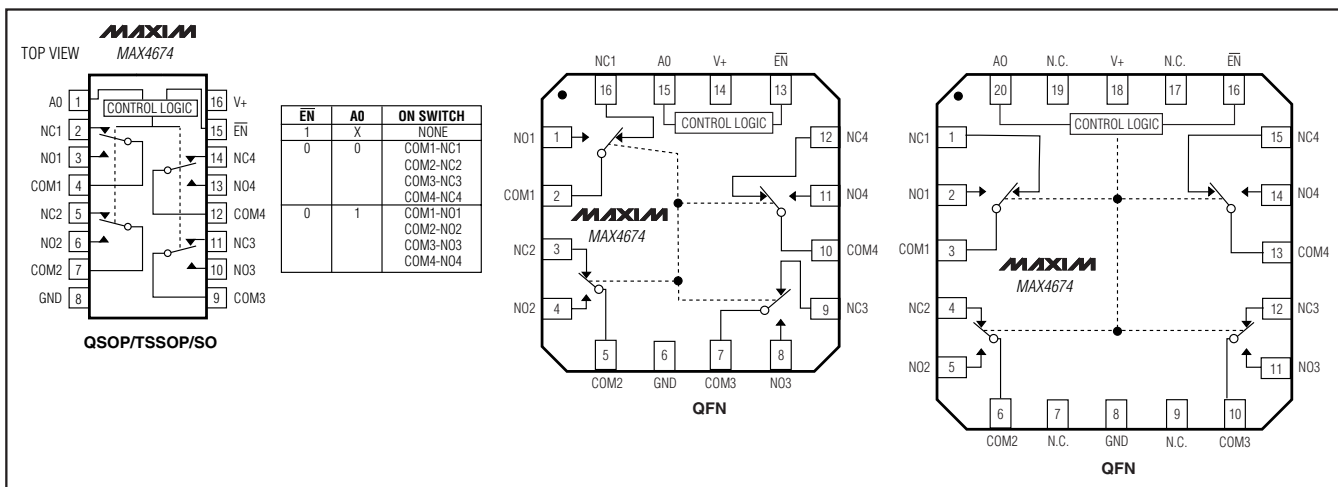 MAXIM
TOP VIEW MAX4674
A0 1 CONTROL LOGIC 16 V+
NC1 2 15 EN
NO1 3 14 NC4
COM1 4 13 NO4
NC2 5 12 COM4
NO2 6 11 NC3
COM2 7 10 NO3
GND 8 9 COM3
QSOP/TSSOP/SO
EN A0 ON SWITCH
1 X NONE
0 0 COM1-NC1
COM2-NC2
COM3-NC3
COM4-NC4
0 1 COM1-NO1
COM2-NO2
COM3-NO3
COM4-NO4
NC1 A0 V+ EN
16 15 14 13
CONTROL LOGIC
NO1 1 12 NC4
COM1 2 11 NO4
MAXIM
MAX4674
NC2 3 10 COM4
NO2 4 9 NC3
5 6 7 8
COM2 GND COM3 NO3
QFN
AO N.C. V+ N.C. EN
20 19 18 17 16
CONTROL LOGIC
NC1 1 15 NC4
NO1 2 14 NO4
COM1 3 13 COM4
MAXIM
MAX4674
NC2 4 12 NC3
NO2 5 11 NO3
6 7 8 9 10
COM2 N.C. GND N.C. COM3
QFN